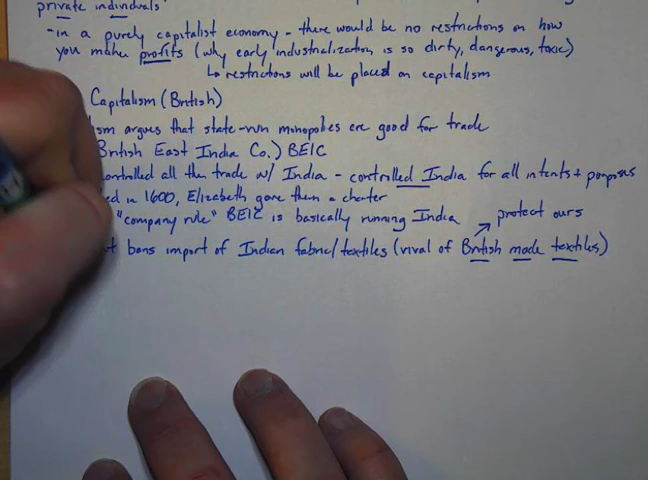 private individuals
-in a purely capitalist economy - there would be no restrictions on how
you make profits (why early industrialization is so dirty, dangerous, toxic)
↳ restrictions will be placed on capitalism
Capitalism (British)
ism argues that state-run monopolies are good for trade
British East India Co.) BEIC
controlled all the trade w/ India - controlled India for all intents + purposes
ed in 1600, Elizabeth gave them a charter
"company rule" BEIC is basically running India
protect ours
t bans import of Indian fabric/textiles (rival of British made textiles)